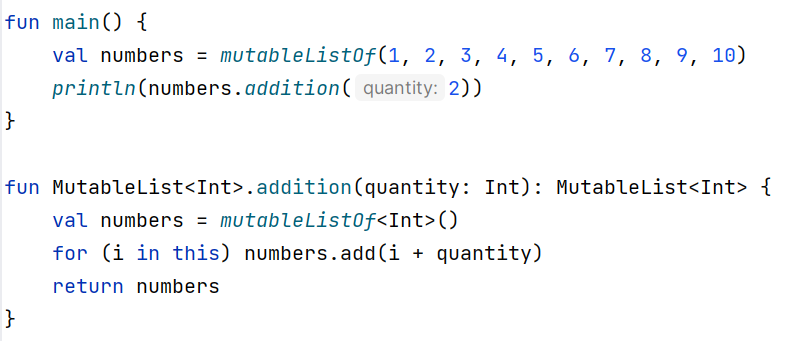 fun main() {
    val numbers = mutableListOf(1, 2, 3, 4, 5, 6, 7, 8, 9, 10)
    println(numbers.addition( quantity: 2))
}

fun MutableList<Int>.addition(quantity: Int): MutableList<Int> {
    val numbers = mutableListOf<Int>()
    for (i in this) numbers.add(i + quantity)
    return numbers
}